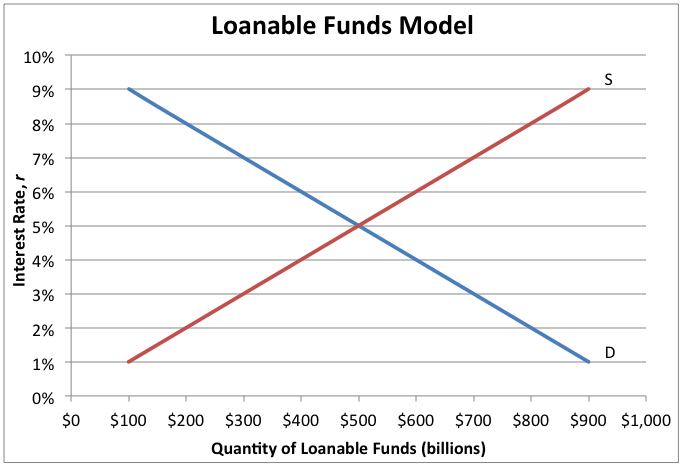 Loanable Funds Model
10%
9%
8%
7%
6%
5%
4%
3%
2%
1%
0%
Interest Rate, r
S
D
$0 $100 $200 $300 $400 $500 $600 $700 $800 $900 $1,000
Quantity of Loanable Funds (billions)